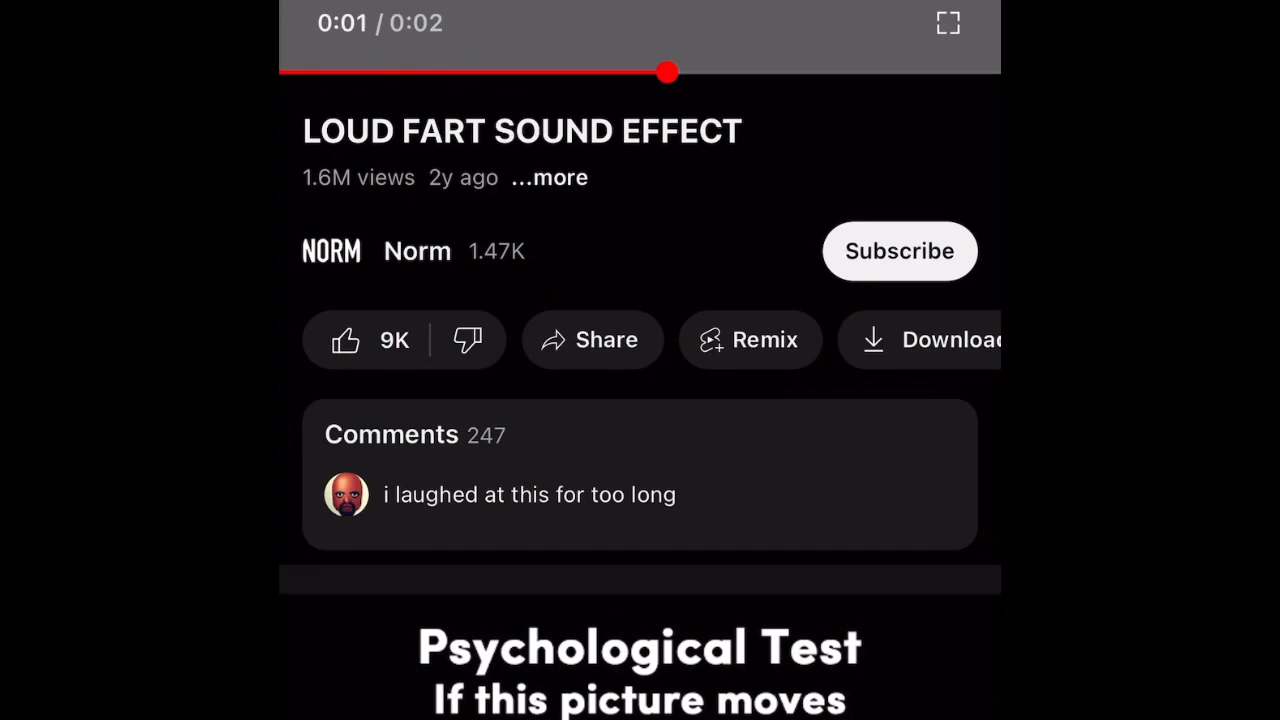 0:01 / 0:02
LOUD FART SOUND EFFECT
1.6M views 2y ago ...more
NORM Norm 1.47K Subscribe
9K Share Remix Downloac
Comments 247
i laughed at this for too long
Psychological Test
If this picture moves